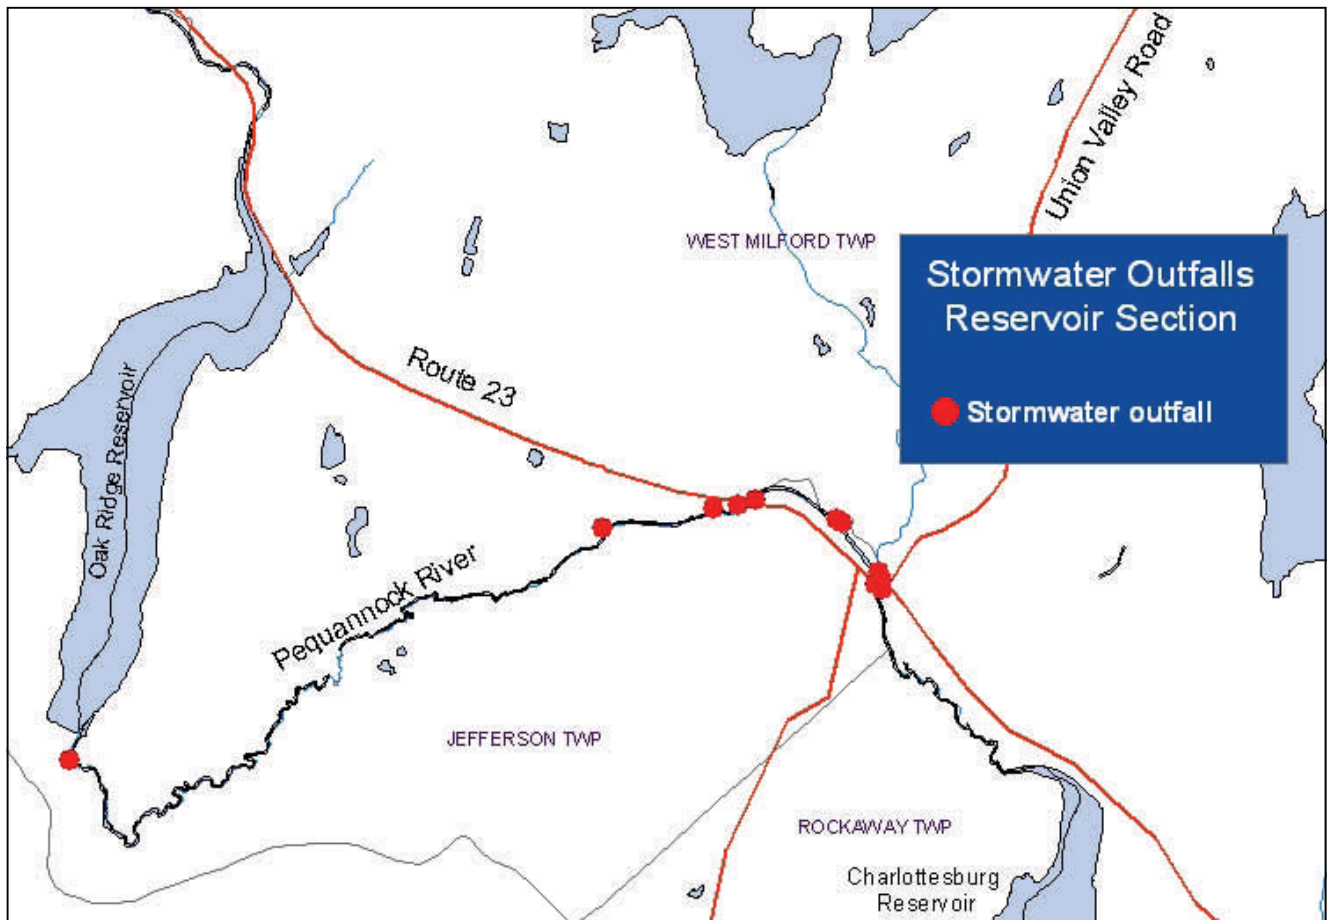 Union Valley Road
WEST MILFORD TWP
Stormwater Outfalls
Reservoir Section
Stormwater outfall
Route 23
Oak Ridge Reservoir
Pequannock River
JEFFERSON TWP
ROCKAWAY TWP
Charlottesburg
Reservoir